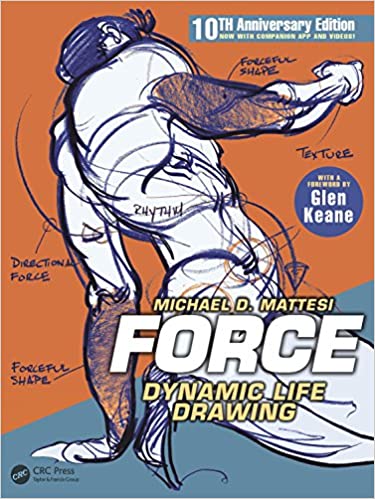 10TH Anniversary Edition
NOW WITH COMPANION APP AND VIDEOS!
FORCEFUL
SHAPE
TEXTURE
WITH A
FOREWORD BY
Glen
Keane
RHYTHM
DIRECTIONAL
FORCE
MICHAEL D. MATTESI
FORCE
FORCEFUL
SHAPE
DYNAMIC LIFE
DRAWING
CRC
CRC Press
Taylor & Francis Group